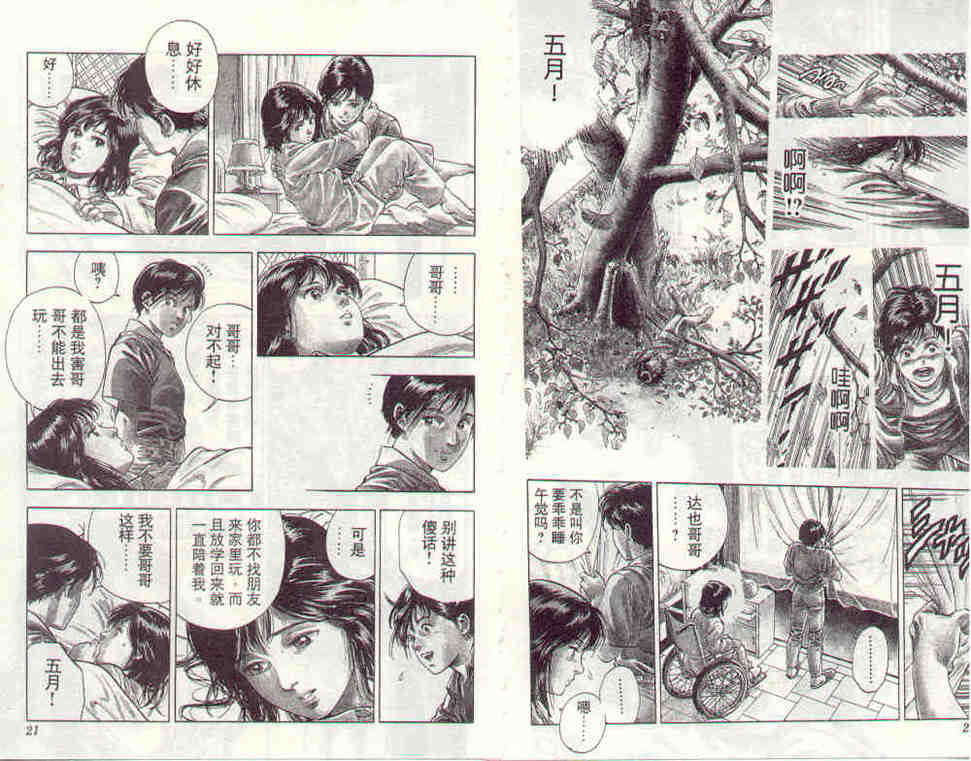 啊啊!?
五月！
哇啊啊
五月！
……
达也哥哥
……?
不是叫你
要乖乖睡
午觉吗?
……
嗯……
2
好好休
息……
好……
……
哥哥……
哥哥…
对不起！
咦?
都是我害哥
哥不能出去
玩……
别讲这种
傻话！
可是
……
你都不找朋友
来家里玩，而
且放学回来就
一直陪着我。
我不要哥哥
这样……
五月！
21